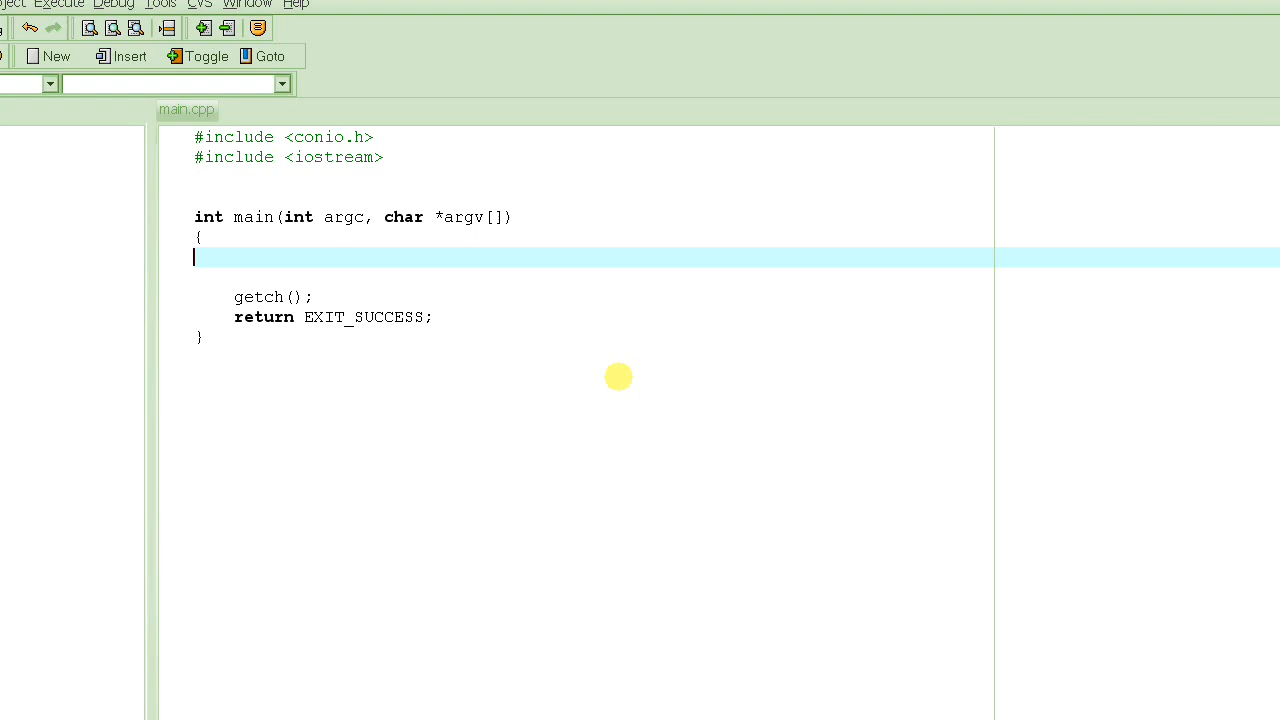 Execute Debug Tools CVS Window Help
New Insert Toggle Goto
main.cpp
#include <conio.h>
#include <iostream>
int main(int argc, char *argv[])
{
getch();
return EXIT_SUCCESS;
}